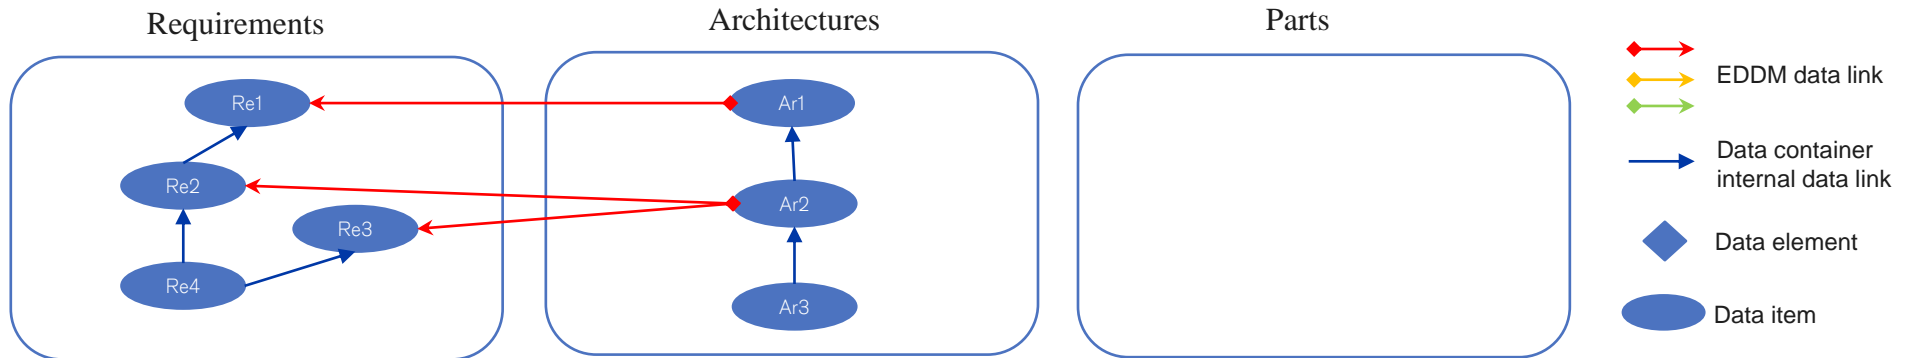 Requirements
Architectures
Parts
Re1
Re2
Re3
Re4
Ar1
Ar2
Ar3
EDDM data link
Data container
internal data link
Data element
Data item